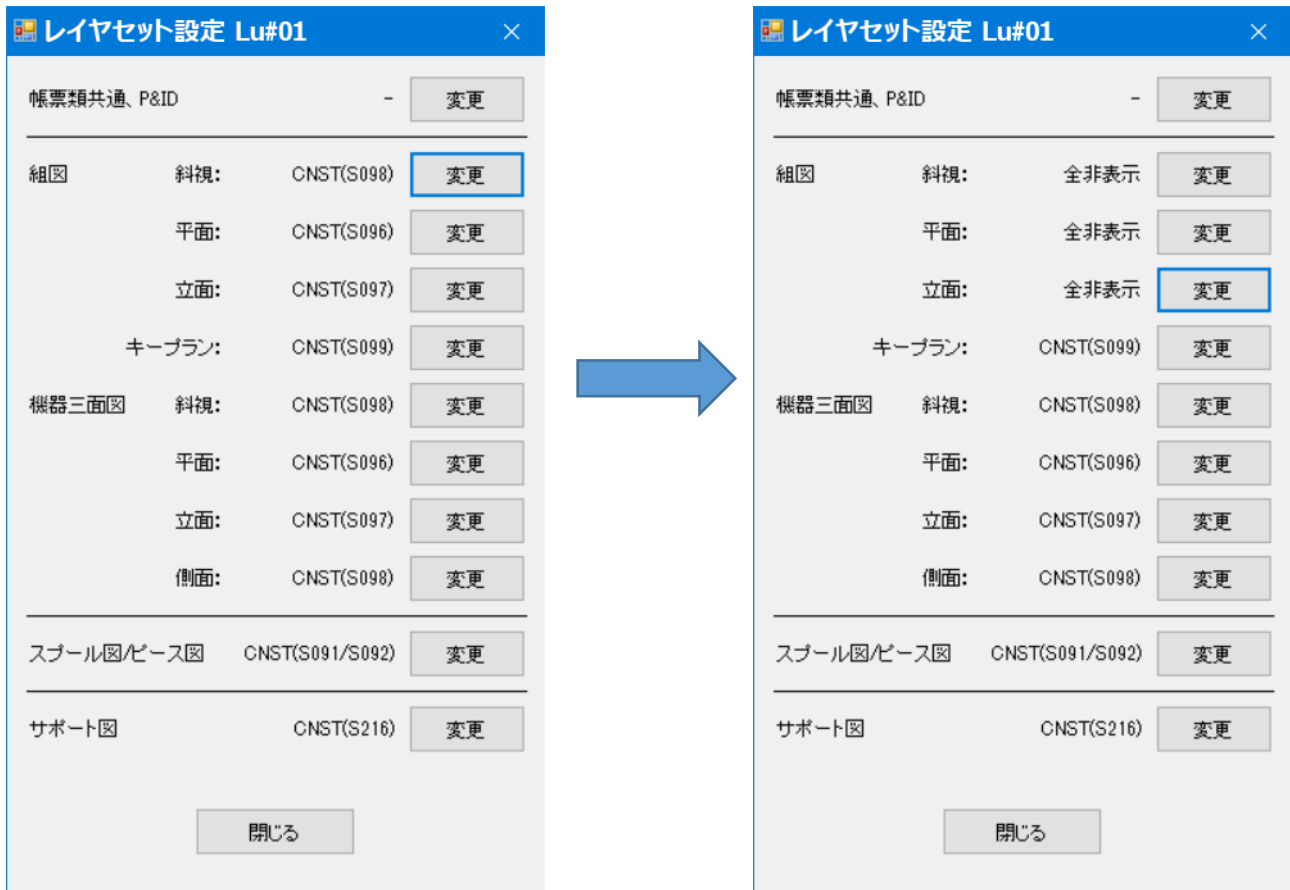 レイヤセット設定 Lu#01
帳票類共通、P&ID - 変更
組図 斜視: CNST(S098) 変更
平面: CNST(S096) 変更
立面: CNST(S097) 変更
キープラン: CNST(S099) 変更
機器三面図 斜視: CNST(S098) 変更
平面: CNST(S096) 変更
立面: CNST(S097) 変更
側面: CNST(S098) 変更
スプール図/ピース図 CNST(S091/S092) 変更
サポート図 CNST(S216) 変更
閉じる
レイヤセット設定 Lu#01
帳票類共通、P&ID - 変更
組図 斜視: 全非表示 変更
平面: 全非表示 変更
立面: 全非表示 変更
キープラン: CNST(S099) 変更
機器三面図 斜視: CNST(S098) 変更
平面: CNST(S096) 変更
立面: CNST(S097) 変更
側面: CNST(S098) 変更
スプール図/ピース図 CNST(S091/S092) 変更
サポート図 CNST(S216) 変更
閉じる